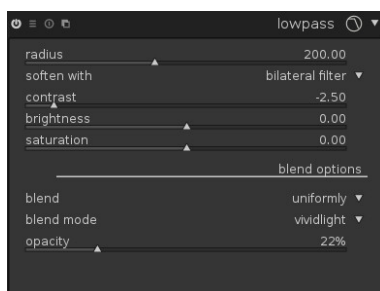 lowpass
radius 200.00
soften with bilateral filter
contrast -2.50
brightness 0.00
saturation 0.00
blend options
blend uniformly
blend mode vividlight
opacity 22%